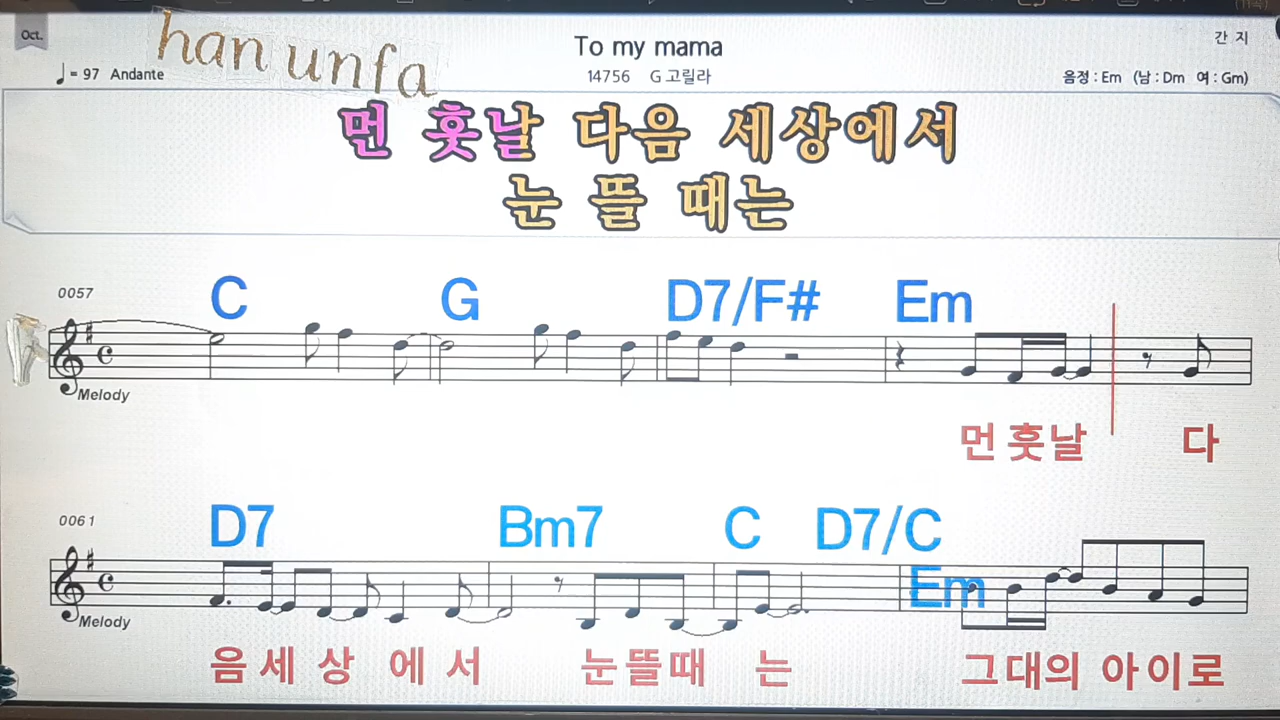 Oct.
han unfa
To my mama
간 지
♩= 97 Andante
14756 G 고릴라
음정 : Em (남 : Dm 여 : Gm)
먼 훗날 다음 세상에서
눈 뜰 때는
0057
C G D7/F# Em
Melody
먼 훗날 다
0061
D7 Bm7 C D7/C
Em
Melody
음 세 상 에 서 눈 뜰 때 는 그대의 아이로